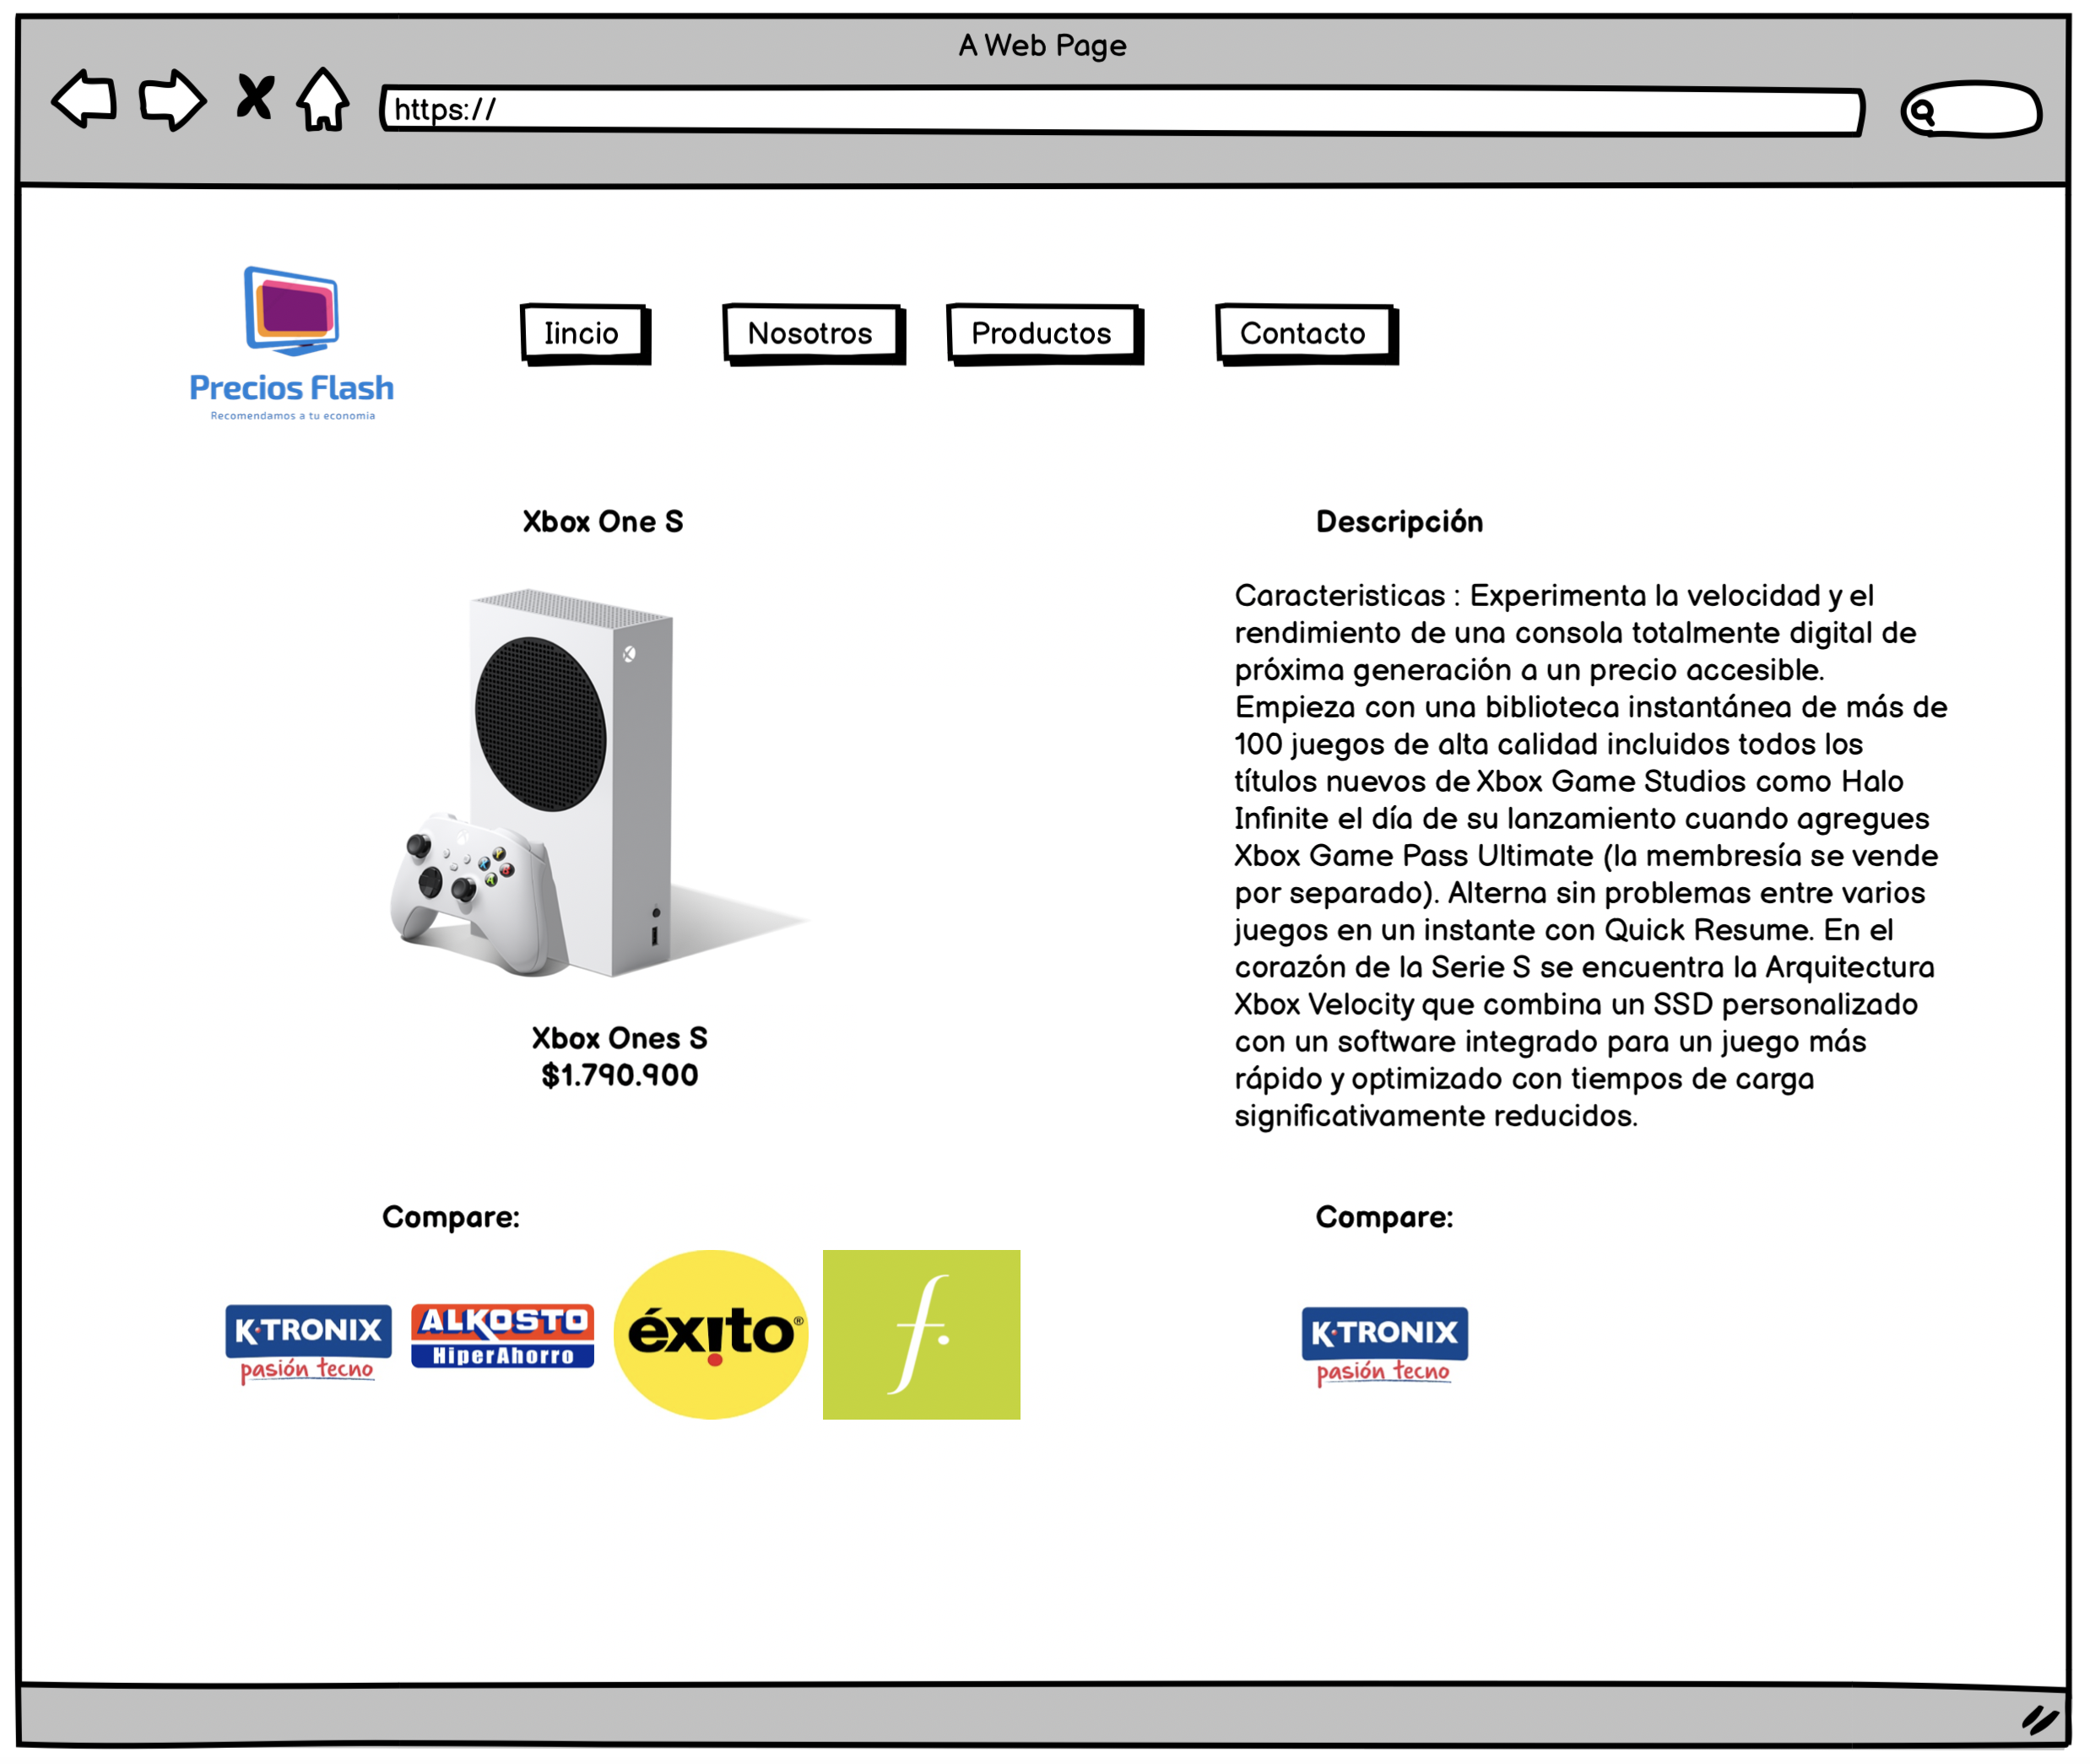 A Web Page
https://
Precios Flash
Recomendamos a tu economia
Iincio
Nosotros
Productos
Contacto
Xbox One S
Xbox Ones S
$1.790.900
Descripción
Caracteristicas : Experimenta la velocidad y el
rendimiento de una consola totalmente digital de
próxima generación a un precio accesible.
Empieza con una biblioteca instantánea de más de
100 juegos de alta calidad incluidos todos los
títulos nuevos de Xbox Game Studios como Halo
Infinite el día de su lanzamiento cuando agregues
Xbox Game Pass Ultimate (la membresía se vende
por separado). Alterna sin problemas entre varios
juegos en un instante con Quick Resume. En el
corazón de la Serie S se encuentra la Arquitectura
Xbox Velocity que combina un SSD personalizado
con un software integrado para un juego más
rápido y optimizado con tiempos de carga
significativamente reducidos.
Compare:
K·TRONIX
pasión tecno
ALKOSTO
HiperAhorro
éxito®
f.
Compare:
K·TRONIX
pasión tecno